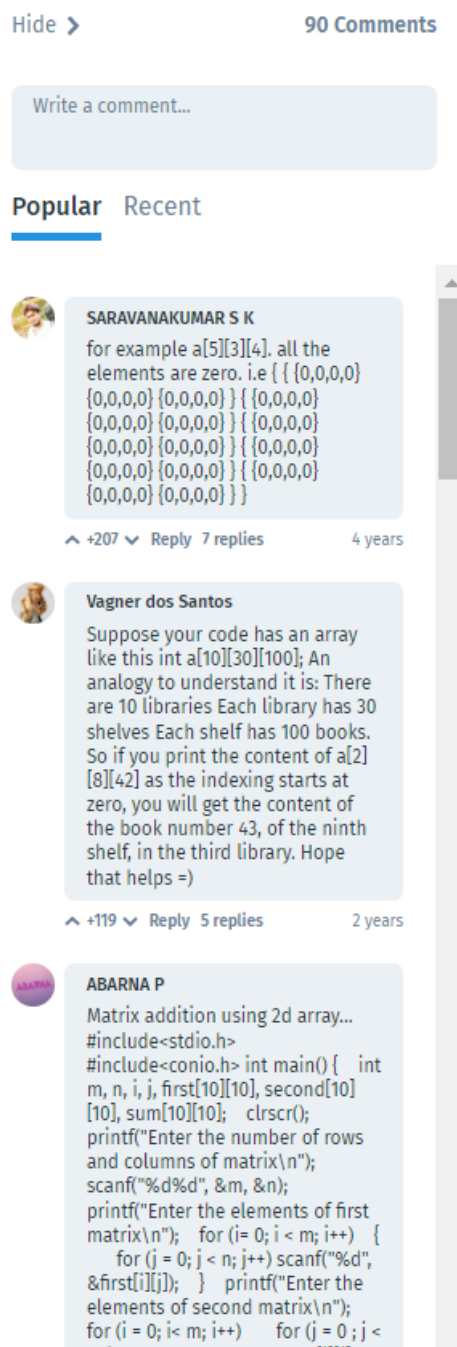 Hide
90 Comments
Write a comment...
Popular Recent
SARAVANAKUMAR S K
for example a[5][3][4]. all the
elements are zero. i.e { { {0,0,0,0}
{0,0,0,0} {0,0,0,0} } { {0,0,0,0}
{0,0,0,0} {0,0,0,0} } { {0,0,0,0}
{0,0,0,0} {0,0,0,0} } { {0,0,0,0}
{0,0,0,0} {0,0,0,0} } { {0,0,0,0}
{0,0,0,0} {0,0,0,0} } }
+207 Reply 7 replies 4 years
Vagner dos Santos
Suppose your code has an array
like this int a[10][30][100]; An
analogy to understand it is: There
are 10 libraries Each library has 30
shelves Each shelf has 100 books.
So if you print the content of a[2]
[8][42] as the indexing starts at
zero, you will get the content of
the book number 43, of the ninth
shelf, in the third library. Hope
that helps =)
+119 Reply 5 replies 2 years
ABARNA
ABARNA P
Matrix addition using 2d array...
#include<stdio.h>
#include<conio.h> int main() { int
m, n, i, j, first[10][10], second[10]
[10], sum[10][10]; clrscr();
printf("Enter the number of rows
and columns of matrix\n");
scanf("%d%d", &m, &n);
printf("Enter the elements of first
matrix\n"); for (i= 0; i < m; i++) {
for (j = 0; j < n; j++) scanf("%d",
&first[i][j]); } printf("Enter the
elements of second matrix\n");
for (i = 0; i< m; i++) for (j = 0 ; j <